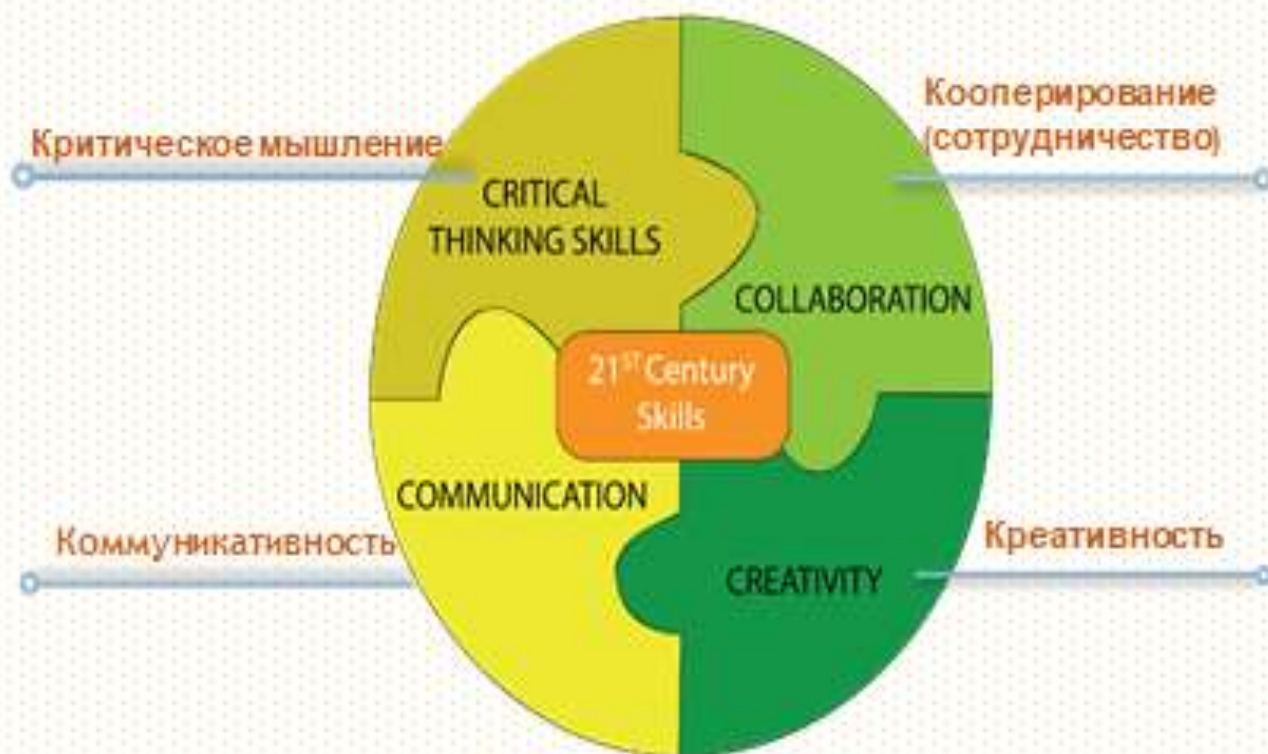 Критическое мышление
Кооперирование
(сотрудничество)
CRITICAL
THINKING SKILLS
COLLABORATION
21ST Century
Skills
COMMUNICATION
Коммуникативность
Креативность
CREATIVITY